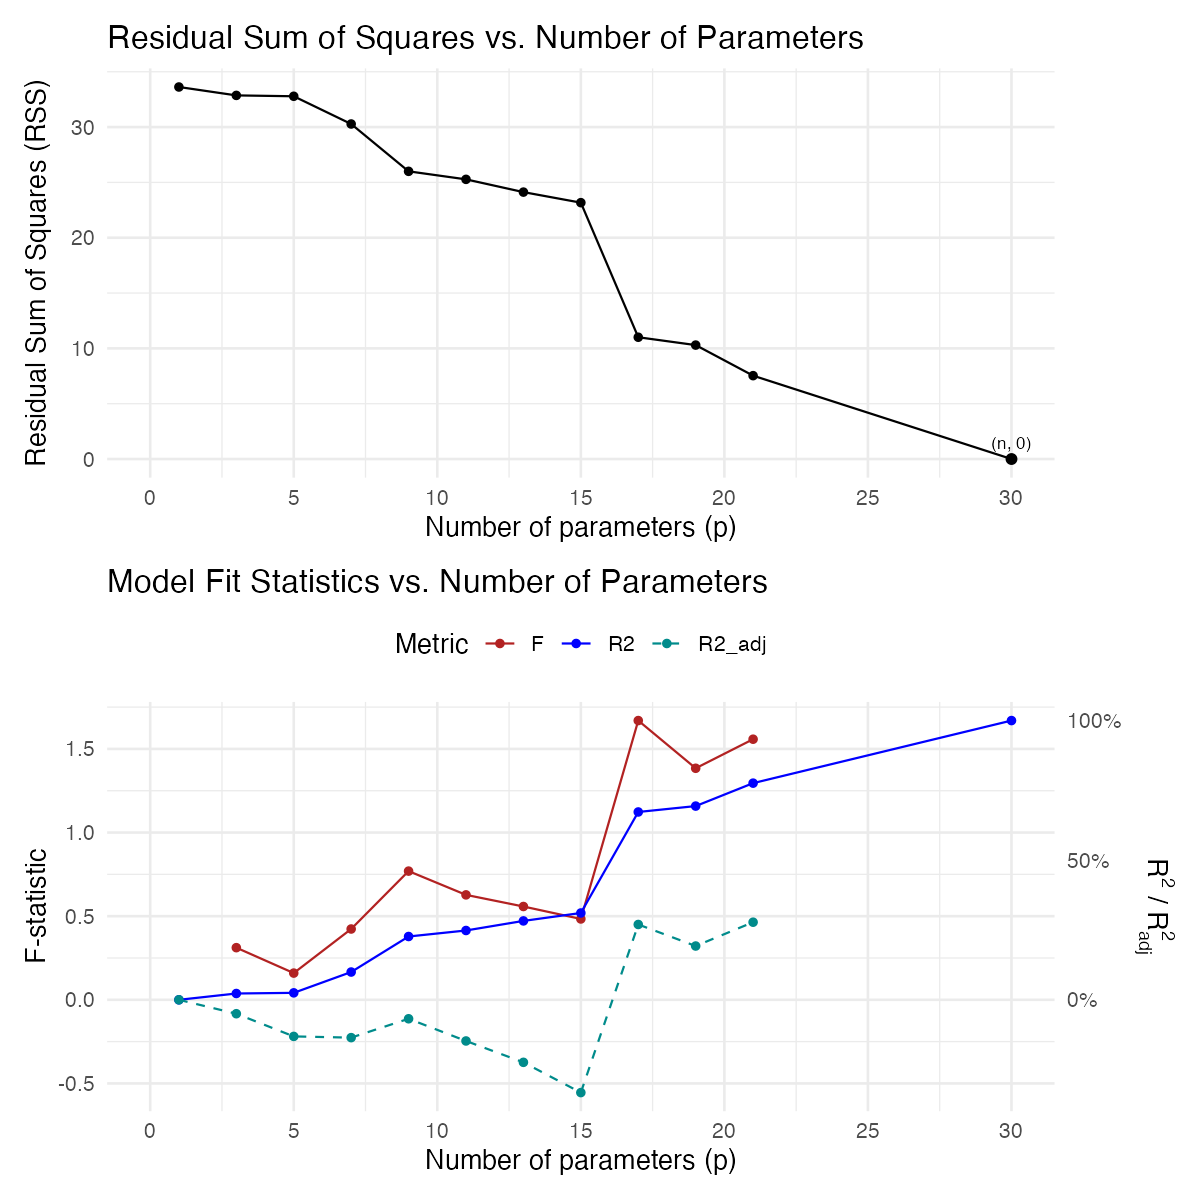 Residual Sum of Squares vs. Number of Parameters
Residual Sum of Squares (RSS)
30
20
10
0
(n, 0)
0 5 10 15 20 25 30
Number of parameters (p)
Model Fit Statistics vs. Number of Parameters
Metric F R2 R2_adj
F-statistic
1.5
1.0
0.5
0.0
-0.5
100%
50%
0%
R² / R²adj
0 5 10 15 20 25 30
Number of parameters (p)